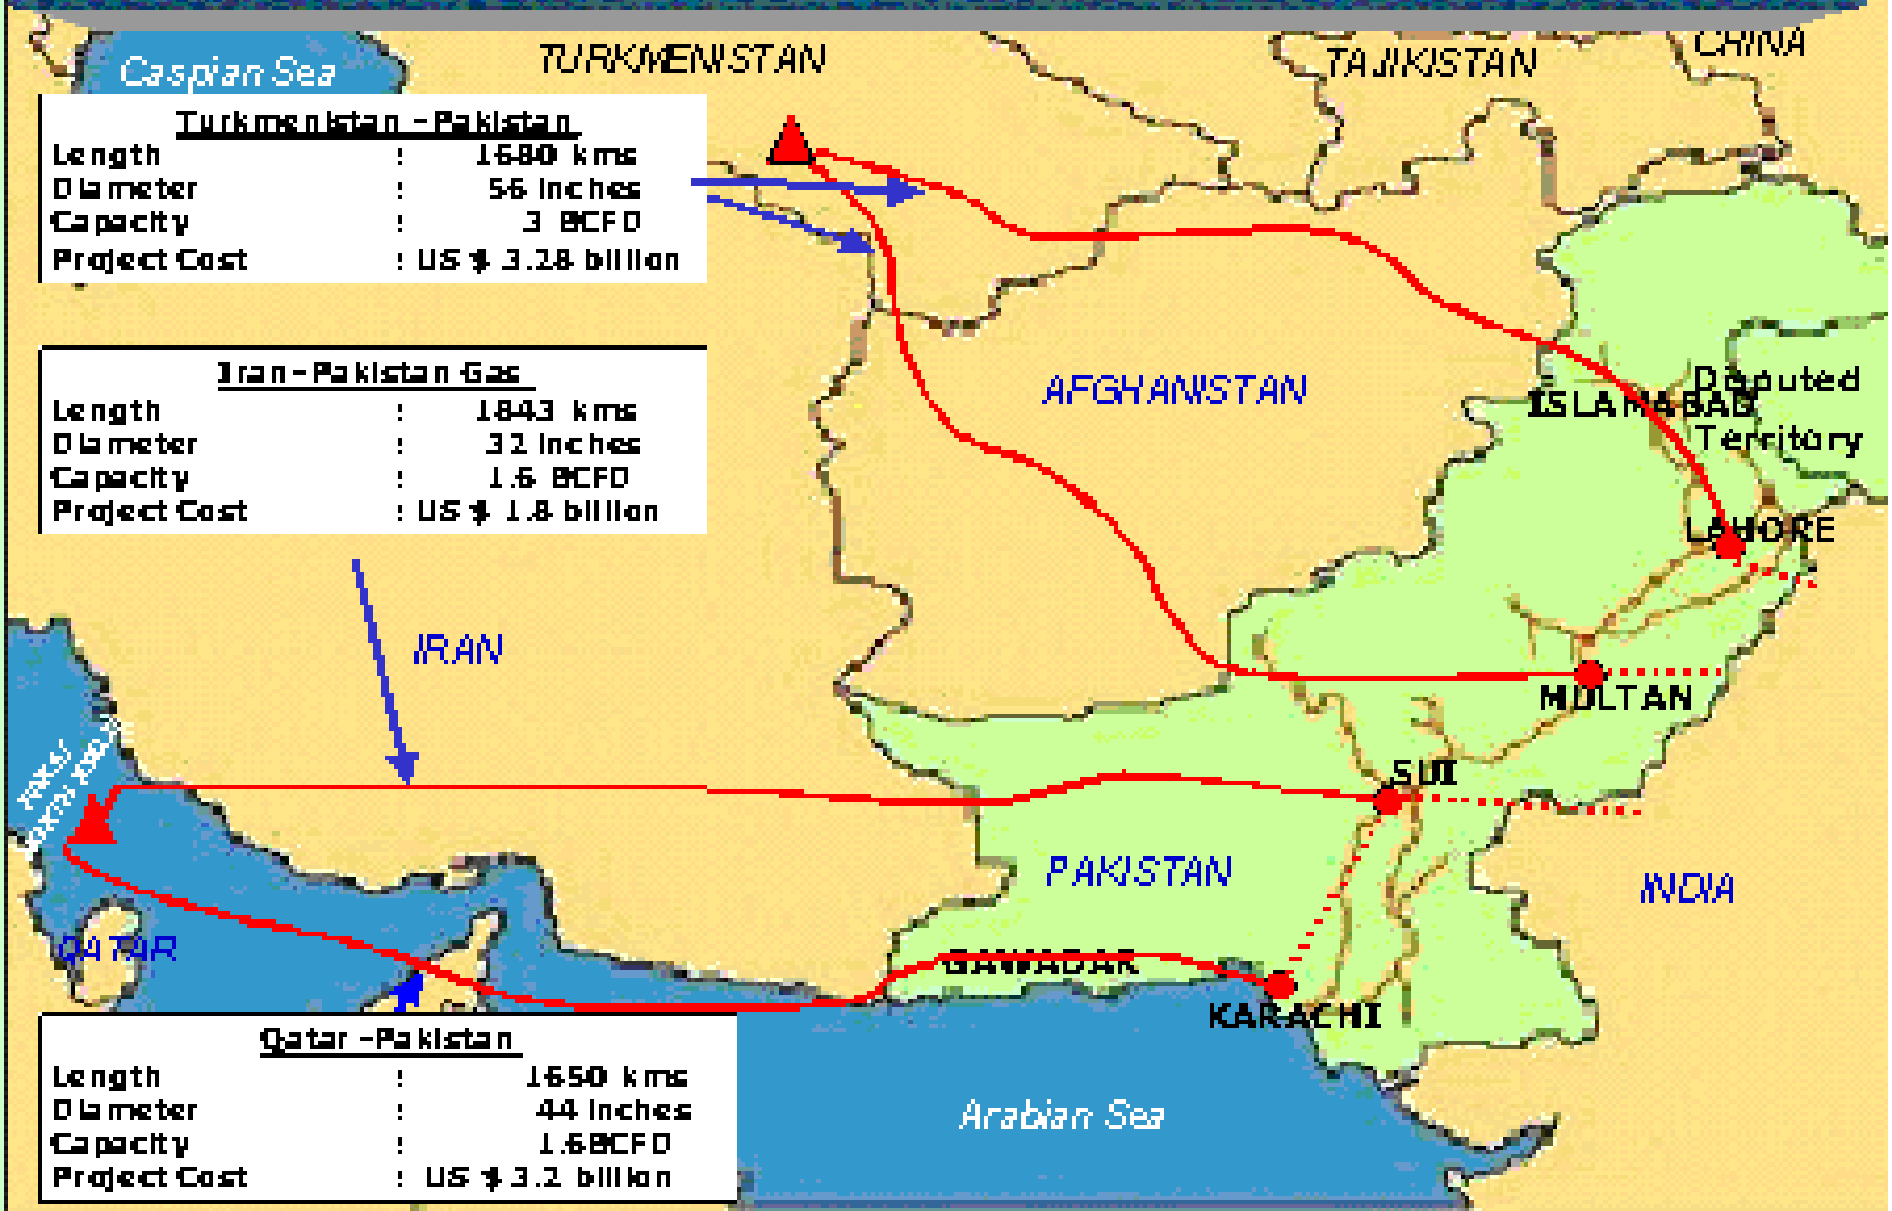 Caspian Sea
TURKMENISTAN
TAJIKISTAN
CHINA
Turkmenistan - Pakistan
Length : 1680 kms
Diameter : 56 inches
Capacity : 3 BCFD
Project Cost : US $ 3.28 billion
Iran - Pakistan Gas
Length : 1843 kms
Diameter : 32 inches
Capacity : 1.6 BCFD
Project Cost : US $ 1.8 billion
AFGHANISTAN
ISLAMABAD
Disputed
Territory
LAHORE
IRAN
MULTAN
SUI
PAKISTAN
INDIA
QATAR
GAWADAR
KARACHI
Qatar - Pakistan
Length : 1650 kms
Diameter : 44 inches
Capacity : 1.6BCFD
Project Cost : US $ 3.2 billion
Arabian Sea